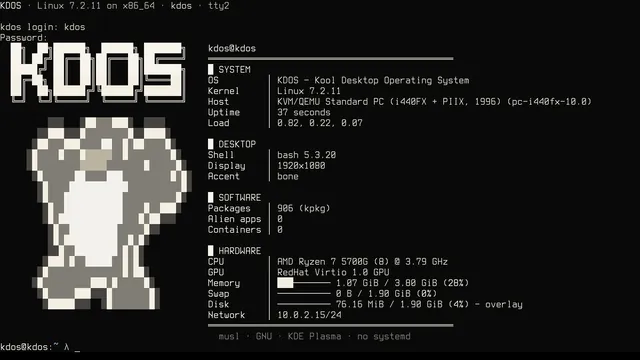 KDOS · Linux 7.2.11 on x86_64 · kdos · tty2
kdos login: kdos
Password:
KDOS
kdos@kdos
SYSTEM
OS KDOS - Kool Desktop Operating System
Kernel Linux 7.2.11
Host KVM/QEMU Standard PC (i440FX + PIIX, 1996) (pc-i440fx-10.0)
Uptime 37 seconds
Load 0.82, 0.22, 0.07
DESKTOP
Shell bash 5.3.20
Display 1920x1080
Accent bone
SOFTWARE
Packages 906 (kpkg)
Alien apps 0
Containers 0
HARDWARE
CPU AMD Ryzen 7 5700G (8) @ 3.79 GHz
GPU RedHat Virtio 1.0 GPU
Memory 1.07 GiB / 3.80 GiB (28%)
Swap 0 B / 1.90 GiB (0%)
Disk 76.16 MiB / 1.90 GiB (4%) - overlay
Network 10.0.2.15/24
musl · GNU · KDE Plasma · no systemd
kdos@kdos:~ λ _